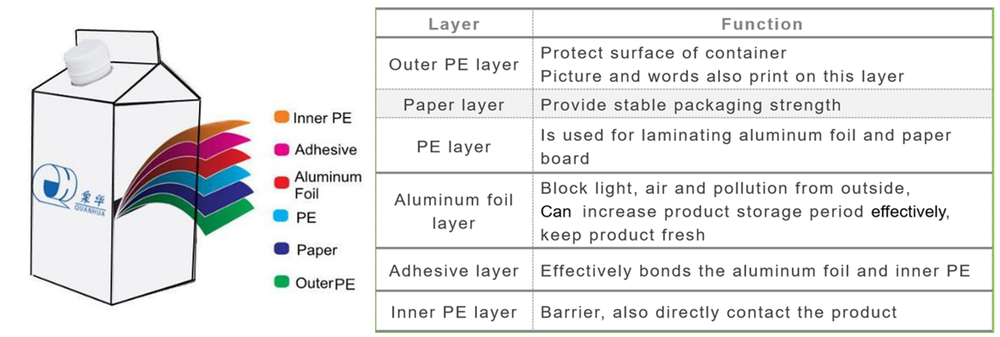 Inner PE
Adhesive
Aluminum
Foil
PE
Paper
OuterPE
泉华
QUANHUA
Layer
Function
Outer PE layer
Protect surface of container
Picture and words also print on this layer
Paper layer
Provide stable packaging strength
PE layer
Is used for laminating aluminum foil and paper
board
Aluminum foil
layer
Block light, air and pollution from outside,
Can increase product storage period effectively,
keep product fresh
Adhesive layer
Effectively bonds the aluminum foil and inner PE
Inner PE layer
Barrier, also directly contact the product